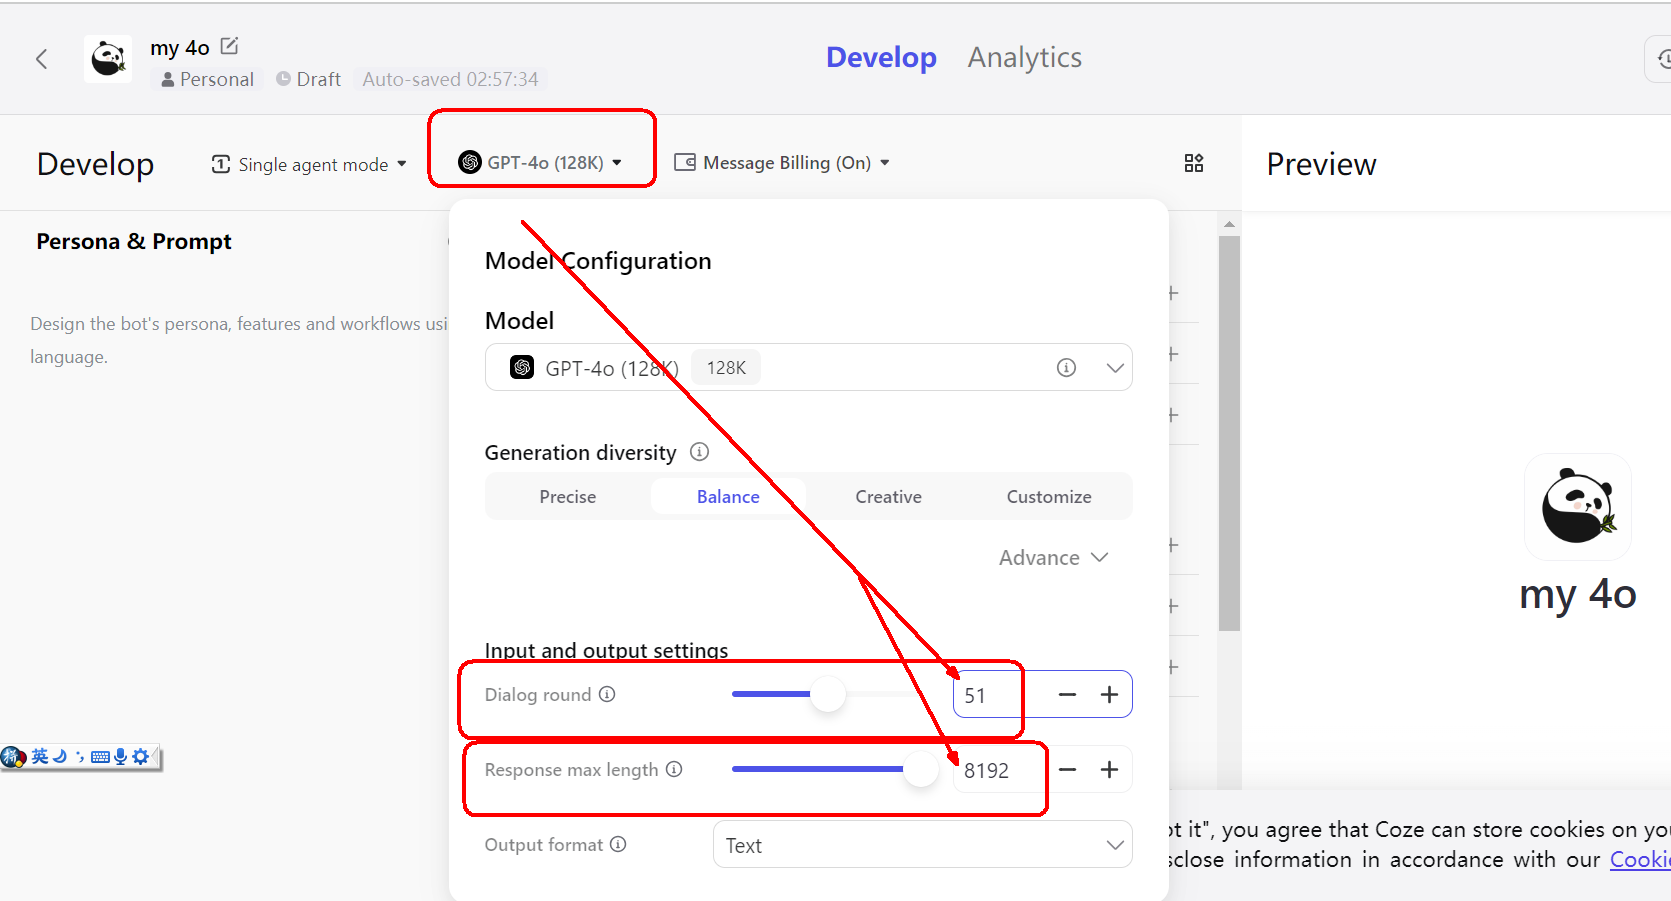 my 4o
Personal Draft Auto-saved 02:57:34
Develop Analytics
Develop Single agent mode GPT-4o (128K) Message Billing (On) Preview
Persona & Prompt
Design the bot's persona, features and workflows usi
language.
Model Configuration
Model
GPT-4o (128K) 128K
Generation diversity
Precise Balance Creative Customize
Advance
Input and output settings
Dialog round 51
Response max length 8192
Output format Text
my 4o
英
ot it", you agree that Coze can store cookies on you
sclose information in accordance with our Cookie